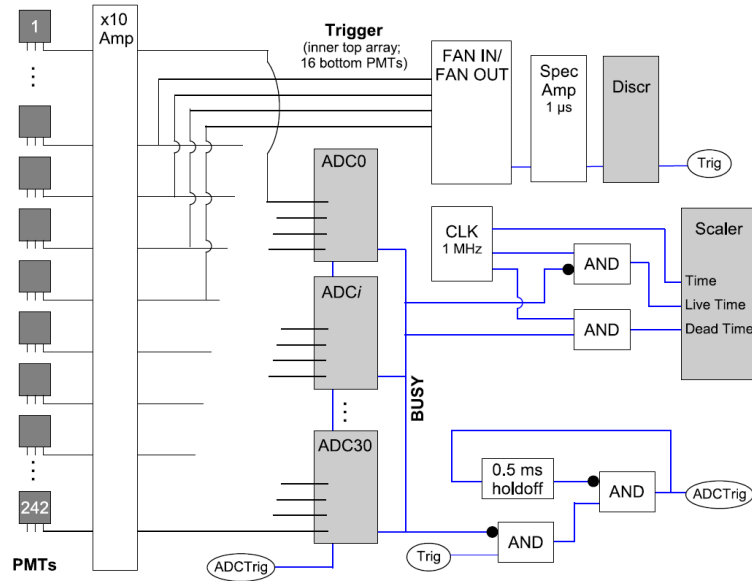 1
⋮
242
PMTs
x10
Amp
Trigger
(inner top array;
16 bottom PMTs)
FAN IN/
FAN OUT
Spec
Amp
1 µs
Discr
Trig
ADC0
ADCi
⋮
ADC30
ADCTrig
BUSY
CLK
1 MHz
AND
AND
Scaler
Time
Live Time
Dead Time
0.5 ms
holdoff
AND
ADCTrig
Trig
AND